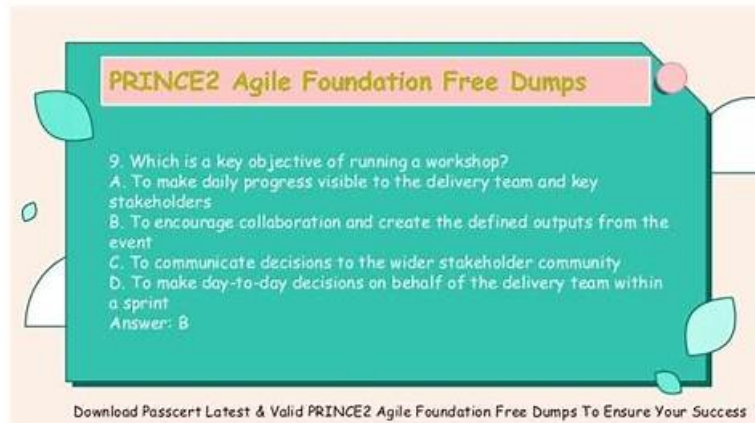 PRINCE2 Agile Foundation Free Dumps
9. Which is a key objective of running a workshop?
A. To make daily progress visible to the delivery team and key
stakeholders
B. To encourage collaboration and create the defined outputs from the
event
C. To communicate decisions to the wider stakeholder community
D. To make day-to-day decisions on behalf of the delivery team within
a sprint
Answer: B
Download Passcert Latest & Valid PRINCE2 Agile Foundation Free Dumps To Ensure Your Success